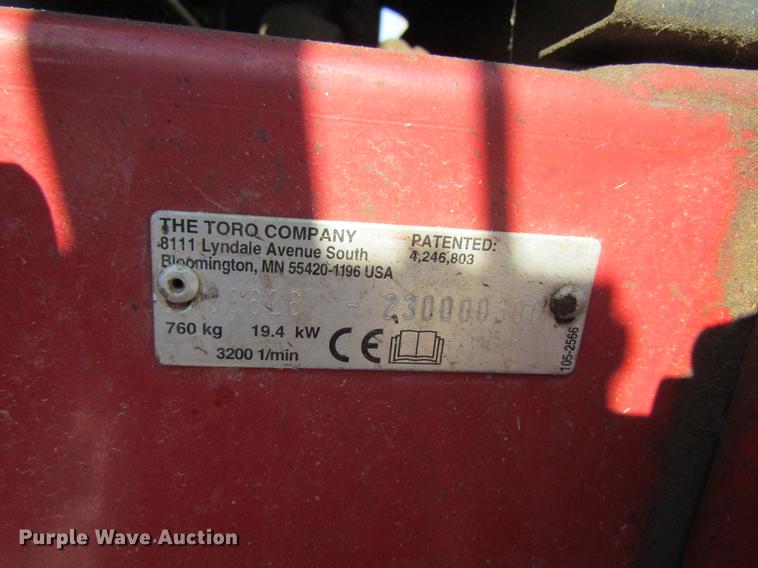 THE TORO COMPANY
8111 Lyndale Avenue South
Bloomington, MN 55420-1196 USA
PATENTED:
4,246,803
760 kg 19.4 kW
3200 1/min
CE
105-2566
Purple Wave Auction